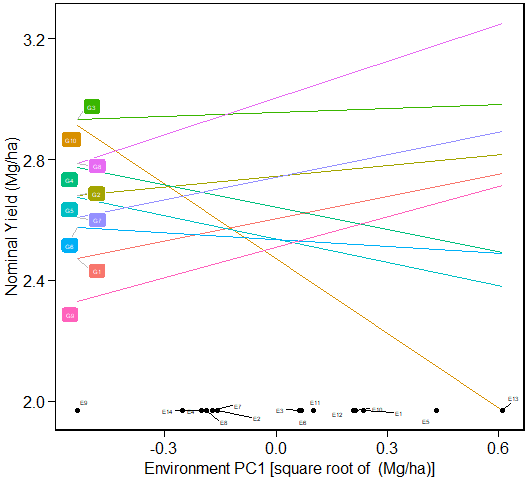 3.2
2.8
2.4
2.0
Nominal Yield (Mg/ha)
G3
G10
G4
G2
G5
G7
G1
G9
E9
E14
E4
E7
E2
E8
E3
E11
E6
E12
E10
E1
E5
E13
-0.3
0.0
0.3
0.6
Environment PC1 [square root of (Mg/ha)]